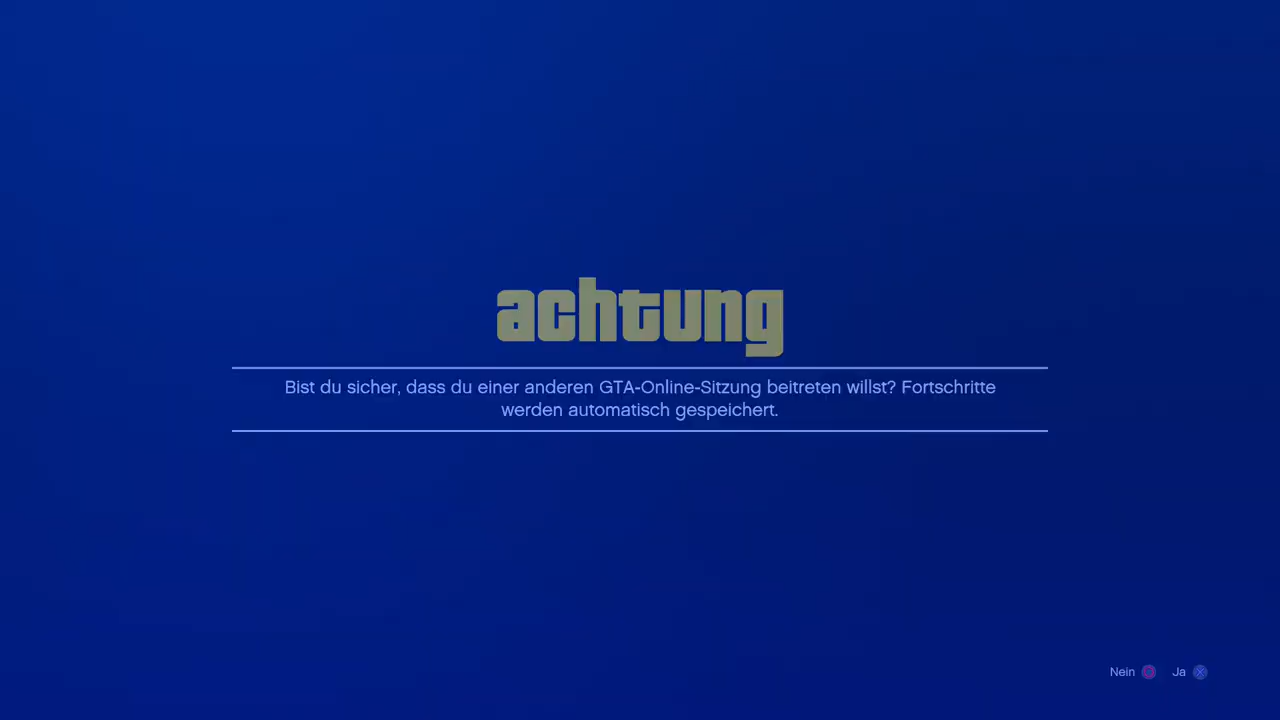 achtung
Bist du sicher, dass du einer anderen GTA-Online-Sitzung beitreten willst? Fortschritte
werden automatisch gespeichert.
Nein Ja